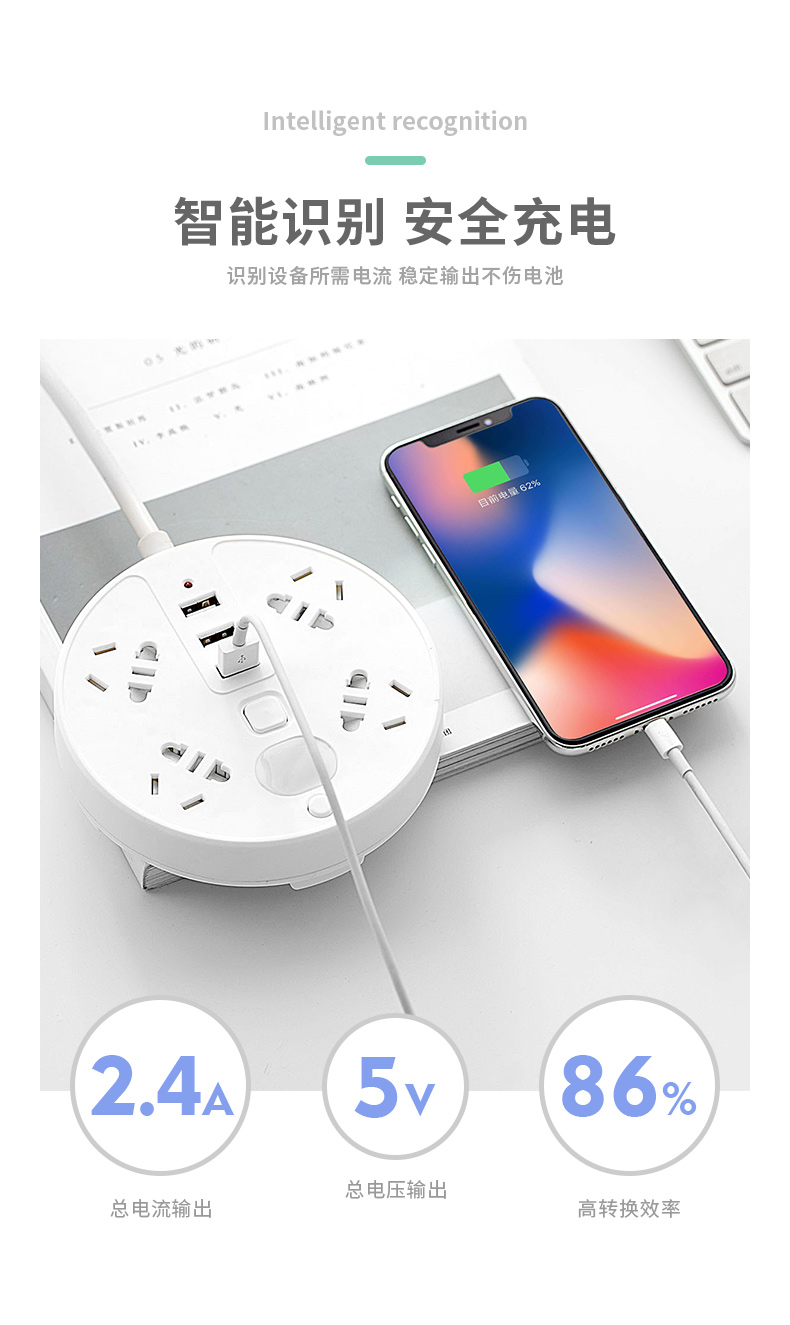 Intelligent recognition
智能识别 安全充电
识别设备所需电流 稳定输出不伤电池
目前电量 62%
2.4A
5V
86%
总电流输出
总电压输出
高转换效率